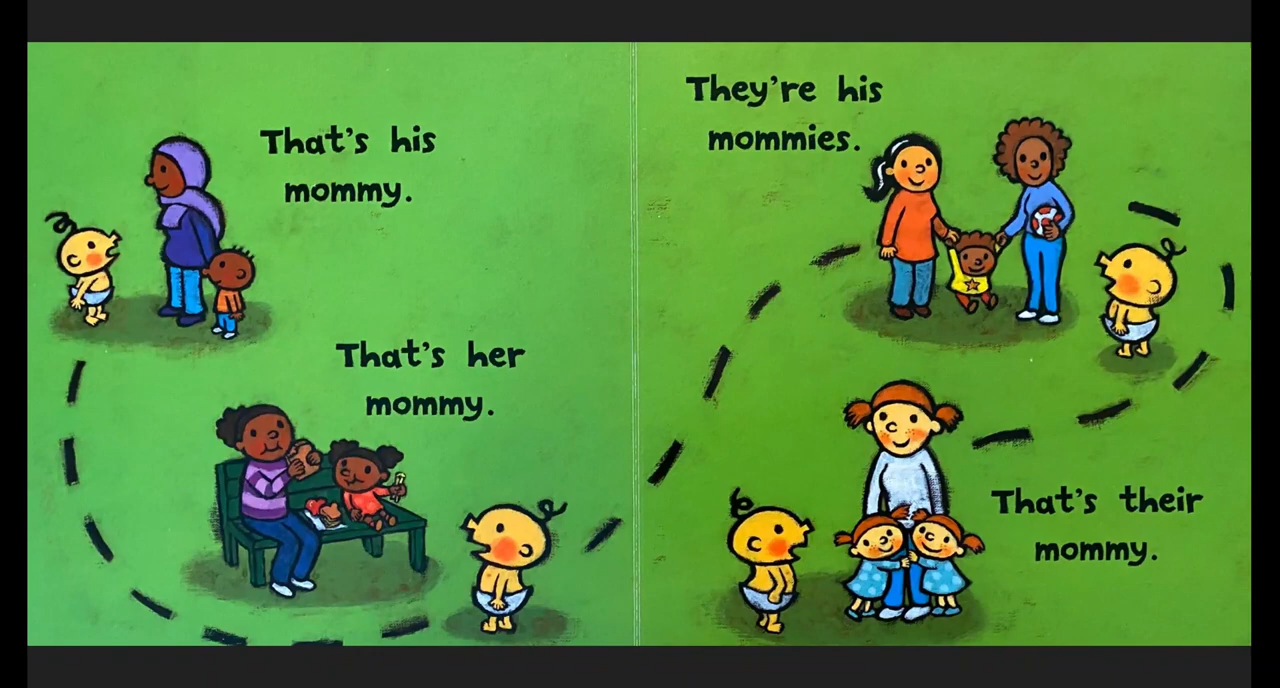 That's his
mommy.
That's her
mommy.
They're his
mommies.
That's their
mommy.